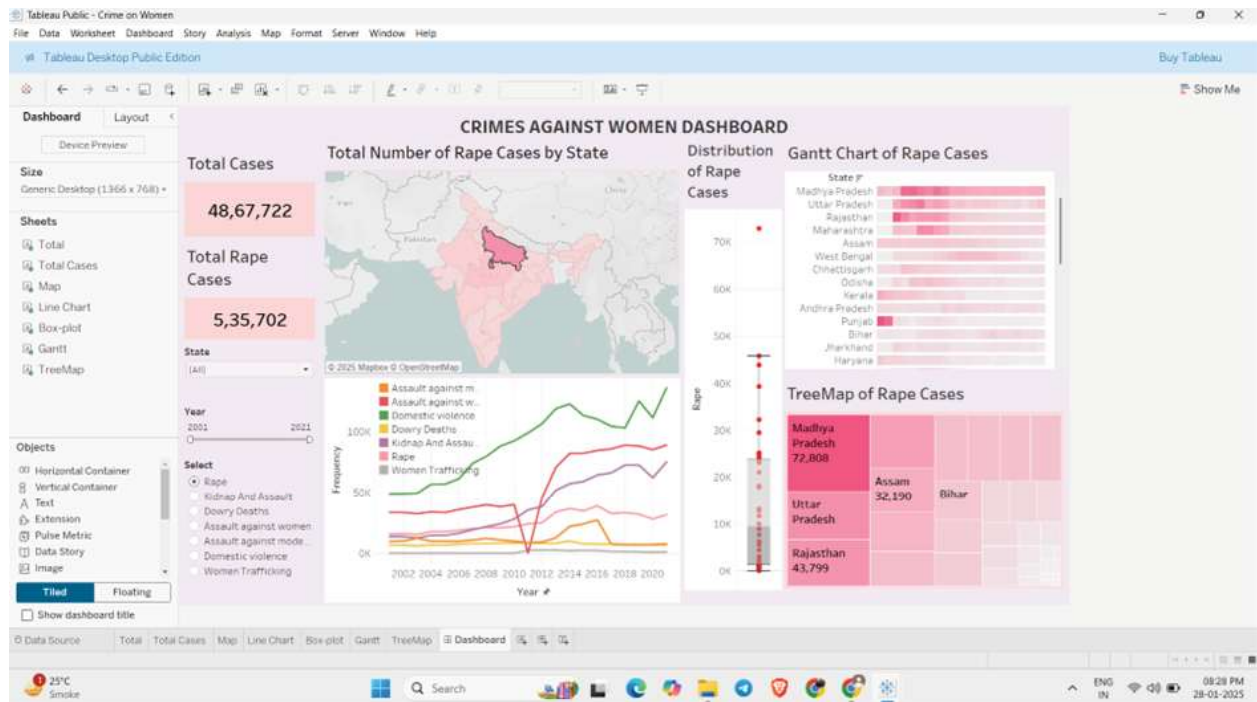 Tableau Public - Crime on Women
File Data Worksheet Dashboard Story Analysis Map Format Server Window Help
Tableau Desktop Public Edition
Buy Tableau
Show Me
Dashboard Layout
Device Preview
Size
Generic Desktop (1366 x 768)
Sheets
Total
Total Cases
Map
Line Chart
Box-plot
Gantt
TreeMap
Objects
Horizontal Container
Vertical Container
Text
Extension
Pulse Metric
Data Story
Image
Tiled Floating
Show dashboard title
CRIMES AGAINST WOMEN DASHBOARD
Total Cases
48,67,722
Total Rape
Cases
5,35,702
State
(All)
Year
2001 2021
Select
Rape
Kidnap And Assault
Dowry Deaths
Assault against women
Assault against mode...
Domestic violence
Women Trafficking
Total Number of Rape Cases by State
Iran
Pakistan
China
© 2025 Mapbox © OpenStreetMap
Assault against m...
Assault against w...
Domestic violence
Dowry Deaths
Kidnap And Assau...
Rape
Women Trafficking
Frequency
100K
50K
0K
2002 2004 2006 2008 2010 2012 2014 2016 2018 2020
Year
Distribution
of Rape
Cases
Rape
70K
60K
50K
40K
30K
20K
10K
0K
Gantt Chart of Rape Cases
State
Madhya Pradesh
Uttar Pradesh
Rajasthan
Maharashtra
Assam
West Bengal
Chhattisgarh
Odisha
Kerala
Andhra Pradesh
Punjab
Bihar
Jharkhand
Haryana
TreeMap of Rape Cases
Madhya
Pradesh
72,808
Uttar
Pradesh
Rajasthan
43,799
Assam
32,190
Bihar
Data Source Total Total Cases Map Line Chart Box-plot Gantt TreeMap Dashboard
1
25°C
Smoke
Search
ENG
IN
08:28 PM
28-01-2025